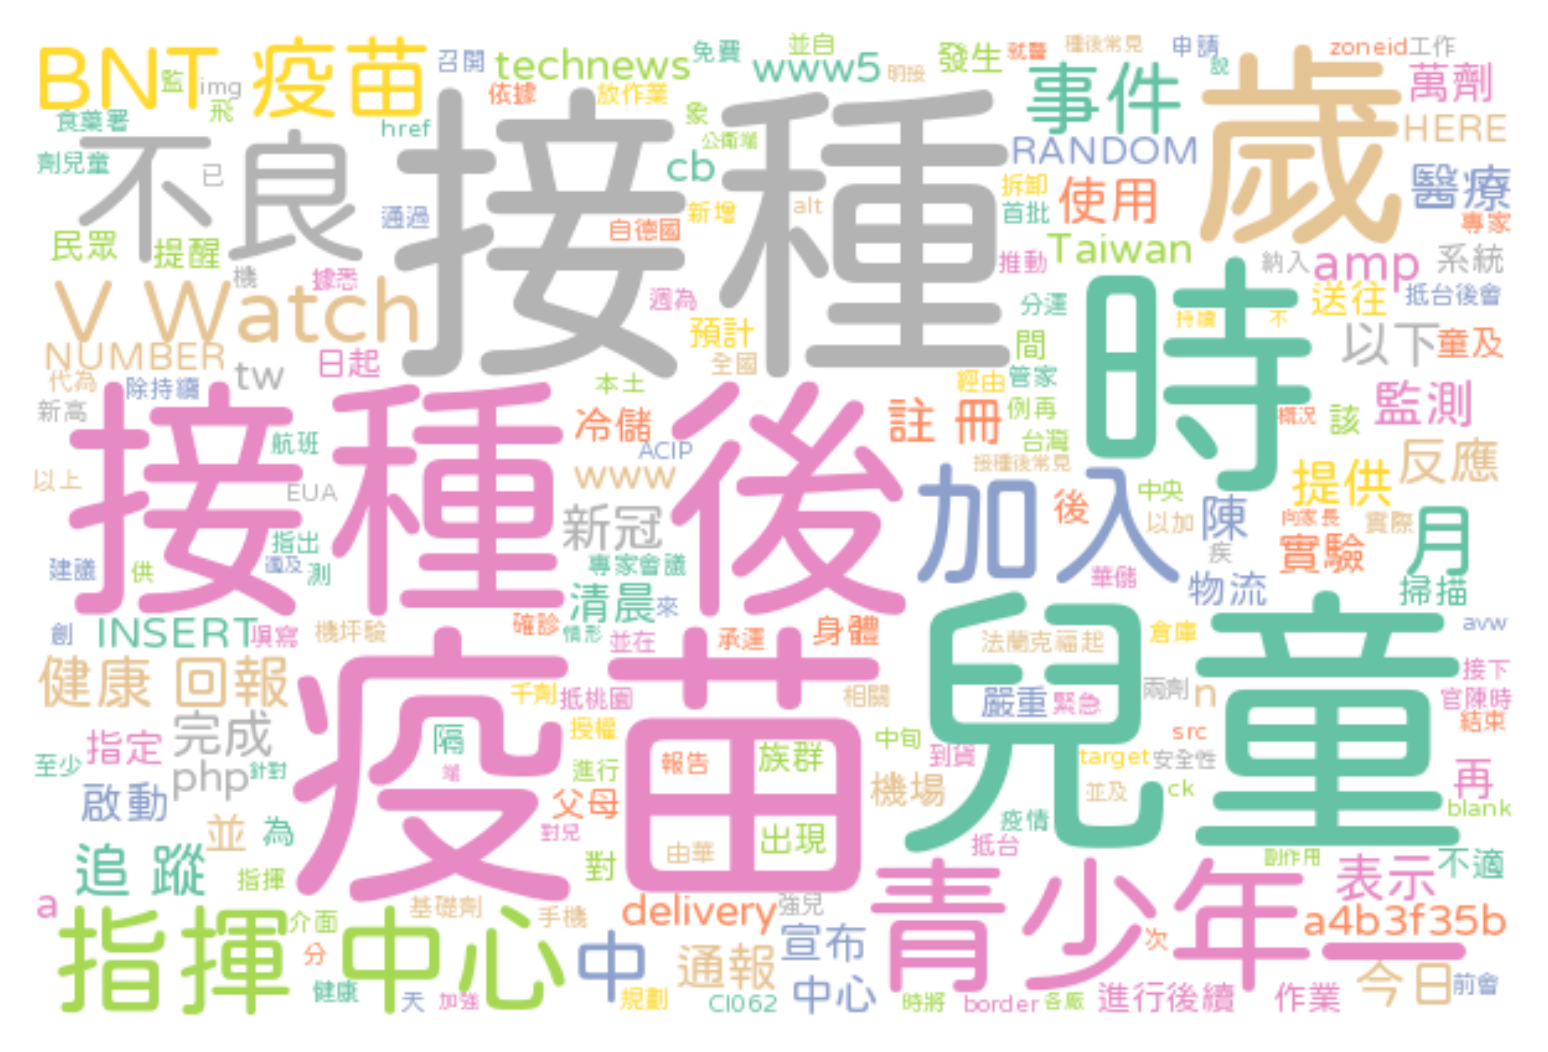 BNT 疫苗
監
img
飛
召開
technews
免費
並自
www5
明接
發生
就醫
種後常見
申請
說
zoneid
工作
萬劑
依據
放作業
象
事件
歲
食藥署
href
公衛端
HERE
劑兒童
不良
已
接種
cb
RANDOM
拆卸
使用
醫療
通過
新增
alt
首批
專家
自德國
民眾
提醒
機
據悉
推動
Taiwan
納入
amp
系統
V Watch
週為
分運
送往
抵台後會
時
持續
不
預計
間
以下
童及
NUMBER
日起
全國
代為
除持續
tw
本土
經由
管家
新高
接種後
冷儲
註 冊
例再
概況
該
監測
航班
ACIP
台灣
反應
以上
EUA
www
接種後常見
加入
中央
提供
新冠
後
以加
陳
向家長
實際
月
指出
疾
實驗
建議
供
測
專家會議
華儲
物流
掃描
清晨
來
創
INSERT
填寫
機坪驗
確診
情形
並在
承運
身體
兒童
倉庫
avw
法蘭克福起
健康 回報
疫苗
接下
千劑
抵桃園
相關
嚴重
緊急
兩劑
n
官陳時
完成
隔
授權
src
結束
指定
中旬
至少
php
針對
端
進行
報告
族群
到貨
target
安全性
再
啟動
父母
機場
並及
ck
blank
並
為
對兒
出現
疫情
追 蹤
指揮
對
由華
抵台
副作用
表示
不適
a
青少年
指揮中心
介面
基礎劑
手機
delivery
強兒
a4b3f35b
分
中
通報
宣布
次
今日
前會
健康
天
加強
規劃
CI062
中心
時將
border
各廠
進行後續
作業